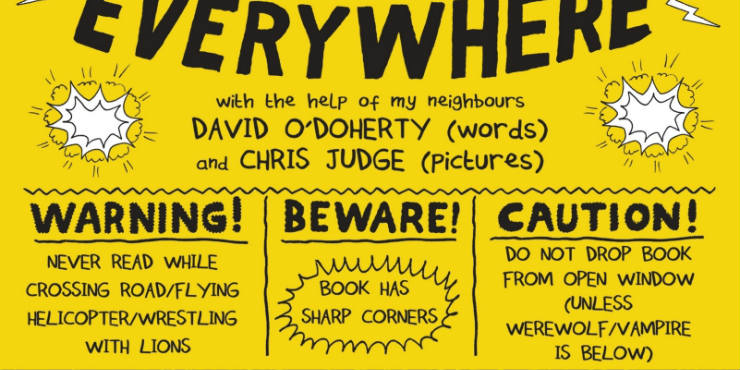 EVERYWHERE
with the help of my neighbours
DAVID O'DOHERTY (words)
and CHRIS JUDGE (pictures)
WARNING!
NEVER READ WHILE
CROSSING ROAD/FLYING
HELICOPTER/WRESTLING
WITH LIONS
BEWARE!
BOOK HAS
SHARP CORNERS
CAUTION!
DO NOT DROP BOOK
FROM OPEN WINDOW
(UNLESS
WEREWOLF/VAMPIRE
IS BELOW)